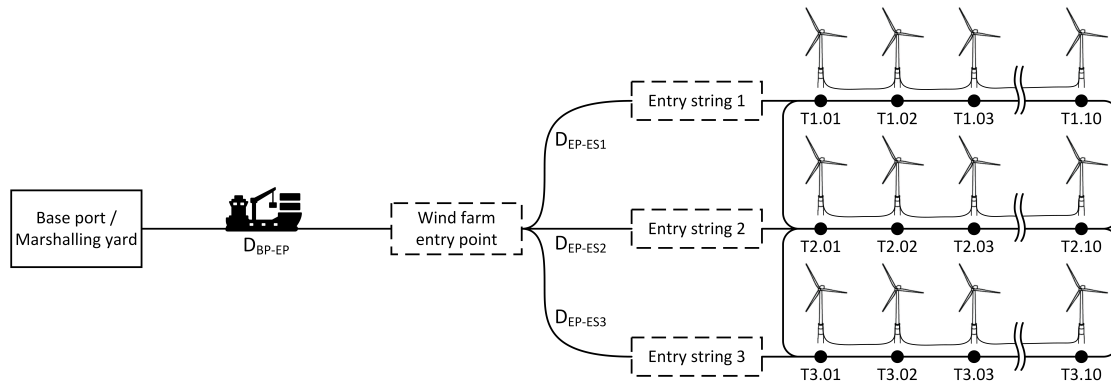 Entry string 1
T1.01 T1.02 T1.03 T1.10
D_EP-ES1
Base port /
Marshalling yard
D_BP-EP
Wind farm
entry point
D_EP-ES2
Entry string 2
T2.01 T2.02 T2.03 T2.10
D_EP-ES3
Entry string 3
T3.01 T3.02 T3.03 T3.10